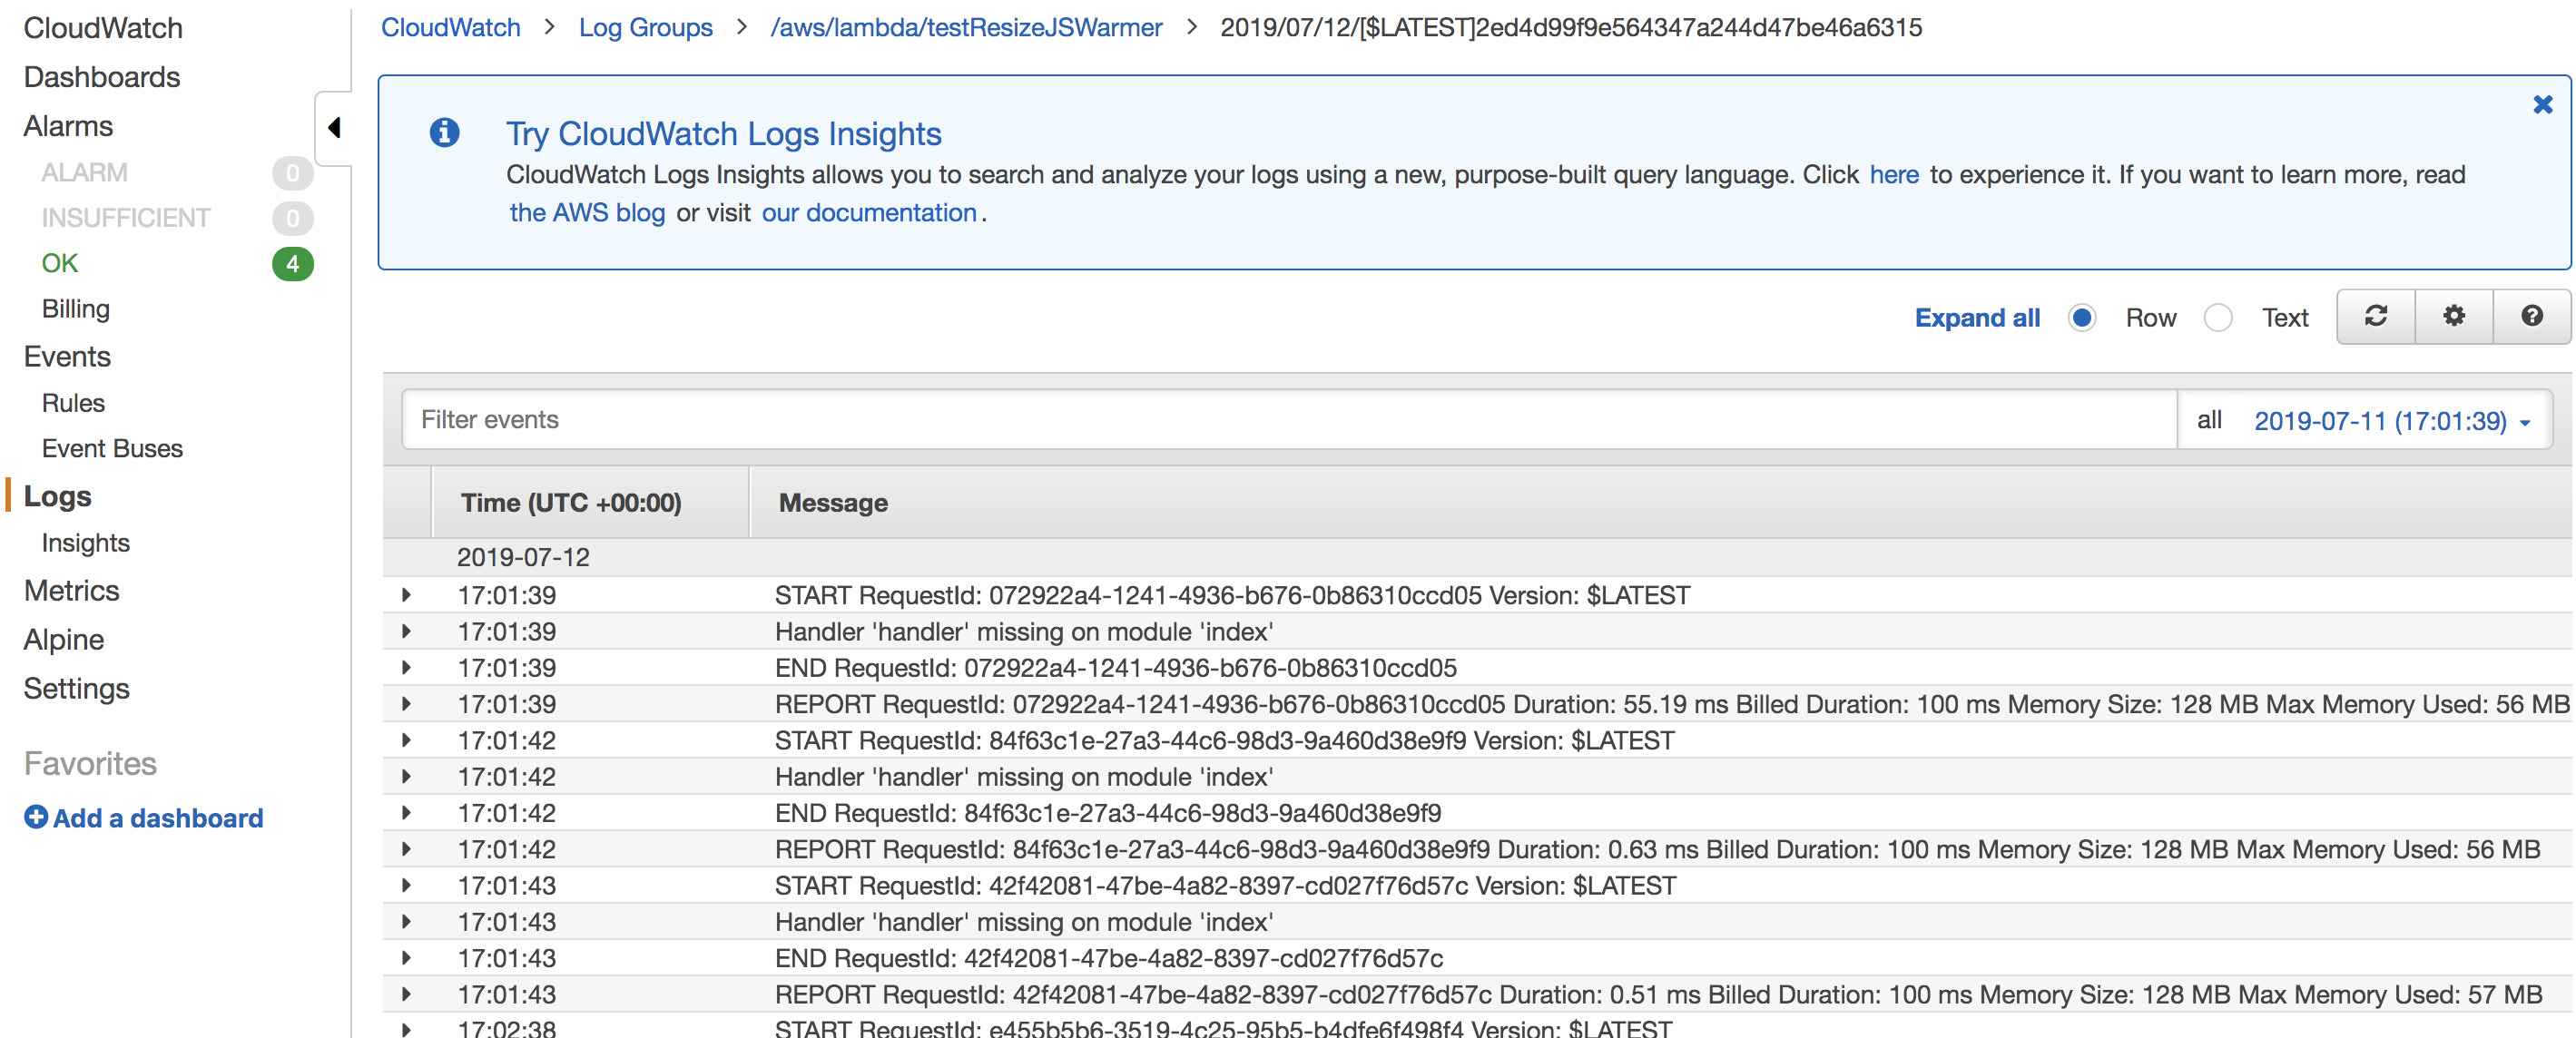 CloudWatch
Dashboards
Alarms
ALARM 0
INSUFFICIENT 0
OK 4
Billing
Events
Rules
Event Buses
Logs
Insights
Metrics
Alpine
Settings
Favorites
Add a dashboard
CloudWatch > Log Groups > /aws/lambda/testResizeJSWarmer > 2019/07/12/[$LATEST]2ed4d99f9e564347a244d47be46a6315
Try CloudWatch Logs Insights
CloudWatch Logs Insights allows you to search and analyze your logs using a new, purpose-built query language. Click here to experience it. If you want to learn more, read
the AWS blog or visit our documentation.
Expand all Row Text
Filter events all 2019-07-11 (17:01:39)
Time (UTC +00:00) Message
2019-07-12
17:01:39 START RequestId: 072922a4-1241-4936-b676-0b86310ccd05 Version: $LATEST
17:01:39 Handler 'handler' missing on module 'index'
17:01:39 END RequestId: 072922a4-1241-4936-b676-0b86310ccd05
17:01:39 REPORT RequestId: 072922a4-1241-4936-b676-0b86310ccd05 Duration: 55.19 ms Billed Duration: 100 ms Memory Size: 128 MB Max Memory Used: 56 MB
17:01:42 START RequestId: 84f63c1e-27a3-44c6-98d3-9a460d38e9f9 Version: $LATEST
17:01:42 Handler 'handler' missing on module 'index'
17:01:42 END RequestId: 84f63c1e-27a3-44c6-98d3-9a460d38e9f9
17:01:42 REPORT RequestId: 84f63c1e-27a3-44c6-98d3-9a460d38e9f9 Duration: 0.63 ms Billed Duration: 100 ms Memory Size: 128 MB Max Memory Used: 56 MB
17:01:43 START RequestId: 42f42081-47be-4a82-8397-cd027f76d57c Version: $LATEST
17:01:43 Handler 'handler' missing on module 'index'
17:01:43 END RequestId: 42f42081-47be-4a82-8397-cd027f76d57c
17:01:43 REPORT RequestId: 42f42081-47be-4a82-8397-cd027f76d57c Duration: 0.51 ms Billed Duration: 100 ms Memory Size: 128 MB Max Memory Used: 57 MB
17:02:38 START RequestId: e455b5b6-3519-4c25-95b5-b4dfe6f498f4 Version: $LATEST